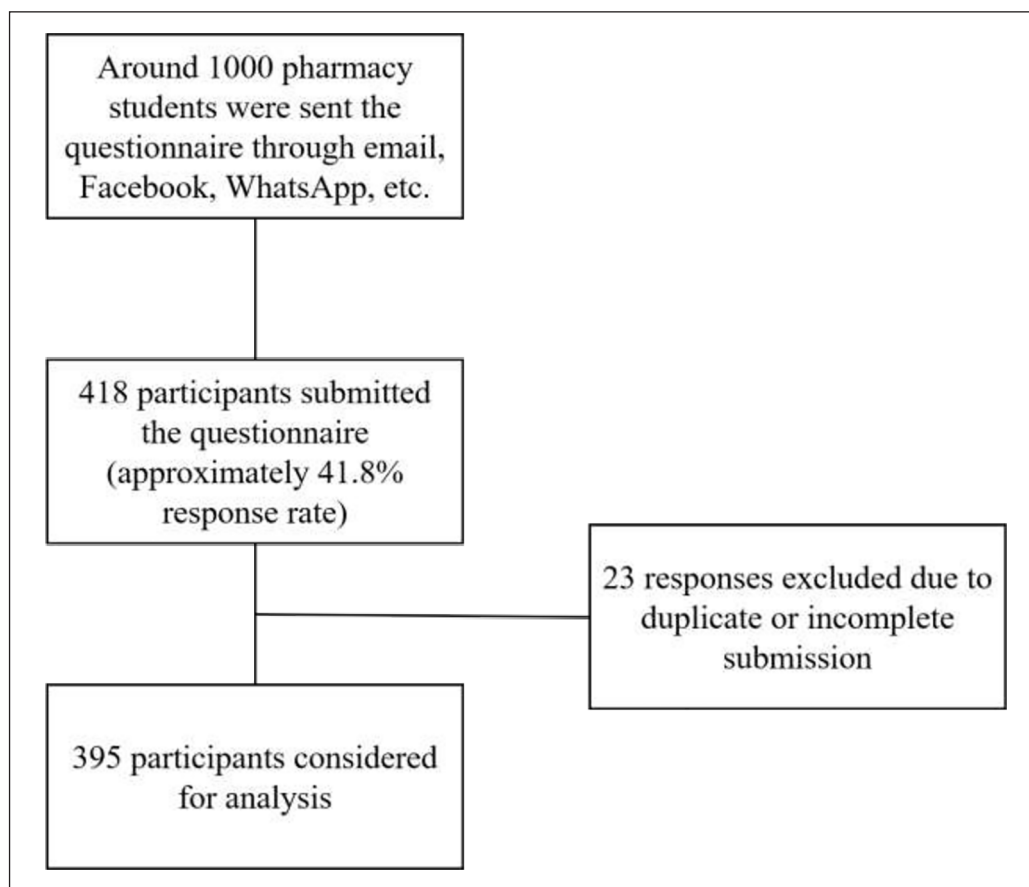 Around 1000 pharmacy
students were sent the
questionnaire through email,
Facebook, WhatsApp, etc.
418 participants submitted
the questionnaire
(approximately 41.8%
response rate)
23 responses excluded due to
duplicate or incomplete
submission
395 participants considered
for analysis